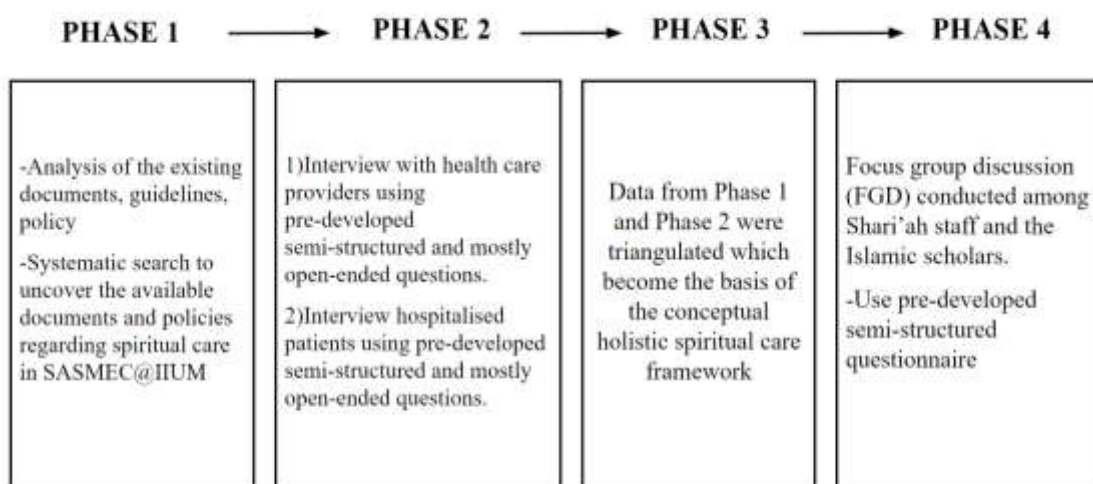 PHASE 1
PHASE 2
PHASE 3
PHASE 4
-Analysis of the existing
documents, guidelines,
policy
-Systematic search to
uncover the available
documents and policies
regarding spiritual care
in SASMEC@IIUM
1)Interview with health care
providers using
pre-developed
semi-structured and mostly
open-ended questions.
2)Interview hospitalised
patients using pre-developed
semi-structured and mostly
open-ended questions.
Data from Phase 1
and Phase 2 were
triangulated which
become the basis of
the conceptual
holistic spiritual care
framework
Focus group discussion
(FGD) conducted among
Shari'ah staff and the
Islamic scholars.
-Use pre-developed
semi-structured
questionnaire